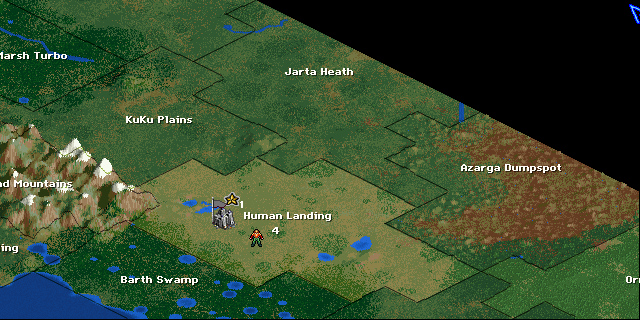 Marsh Turbo
Jarta Heath
KuKu Plains
Azarga Dumpspot
nd Mountains
1
Human Landing
4
ing
Barth Swamp
Or